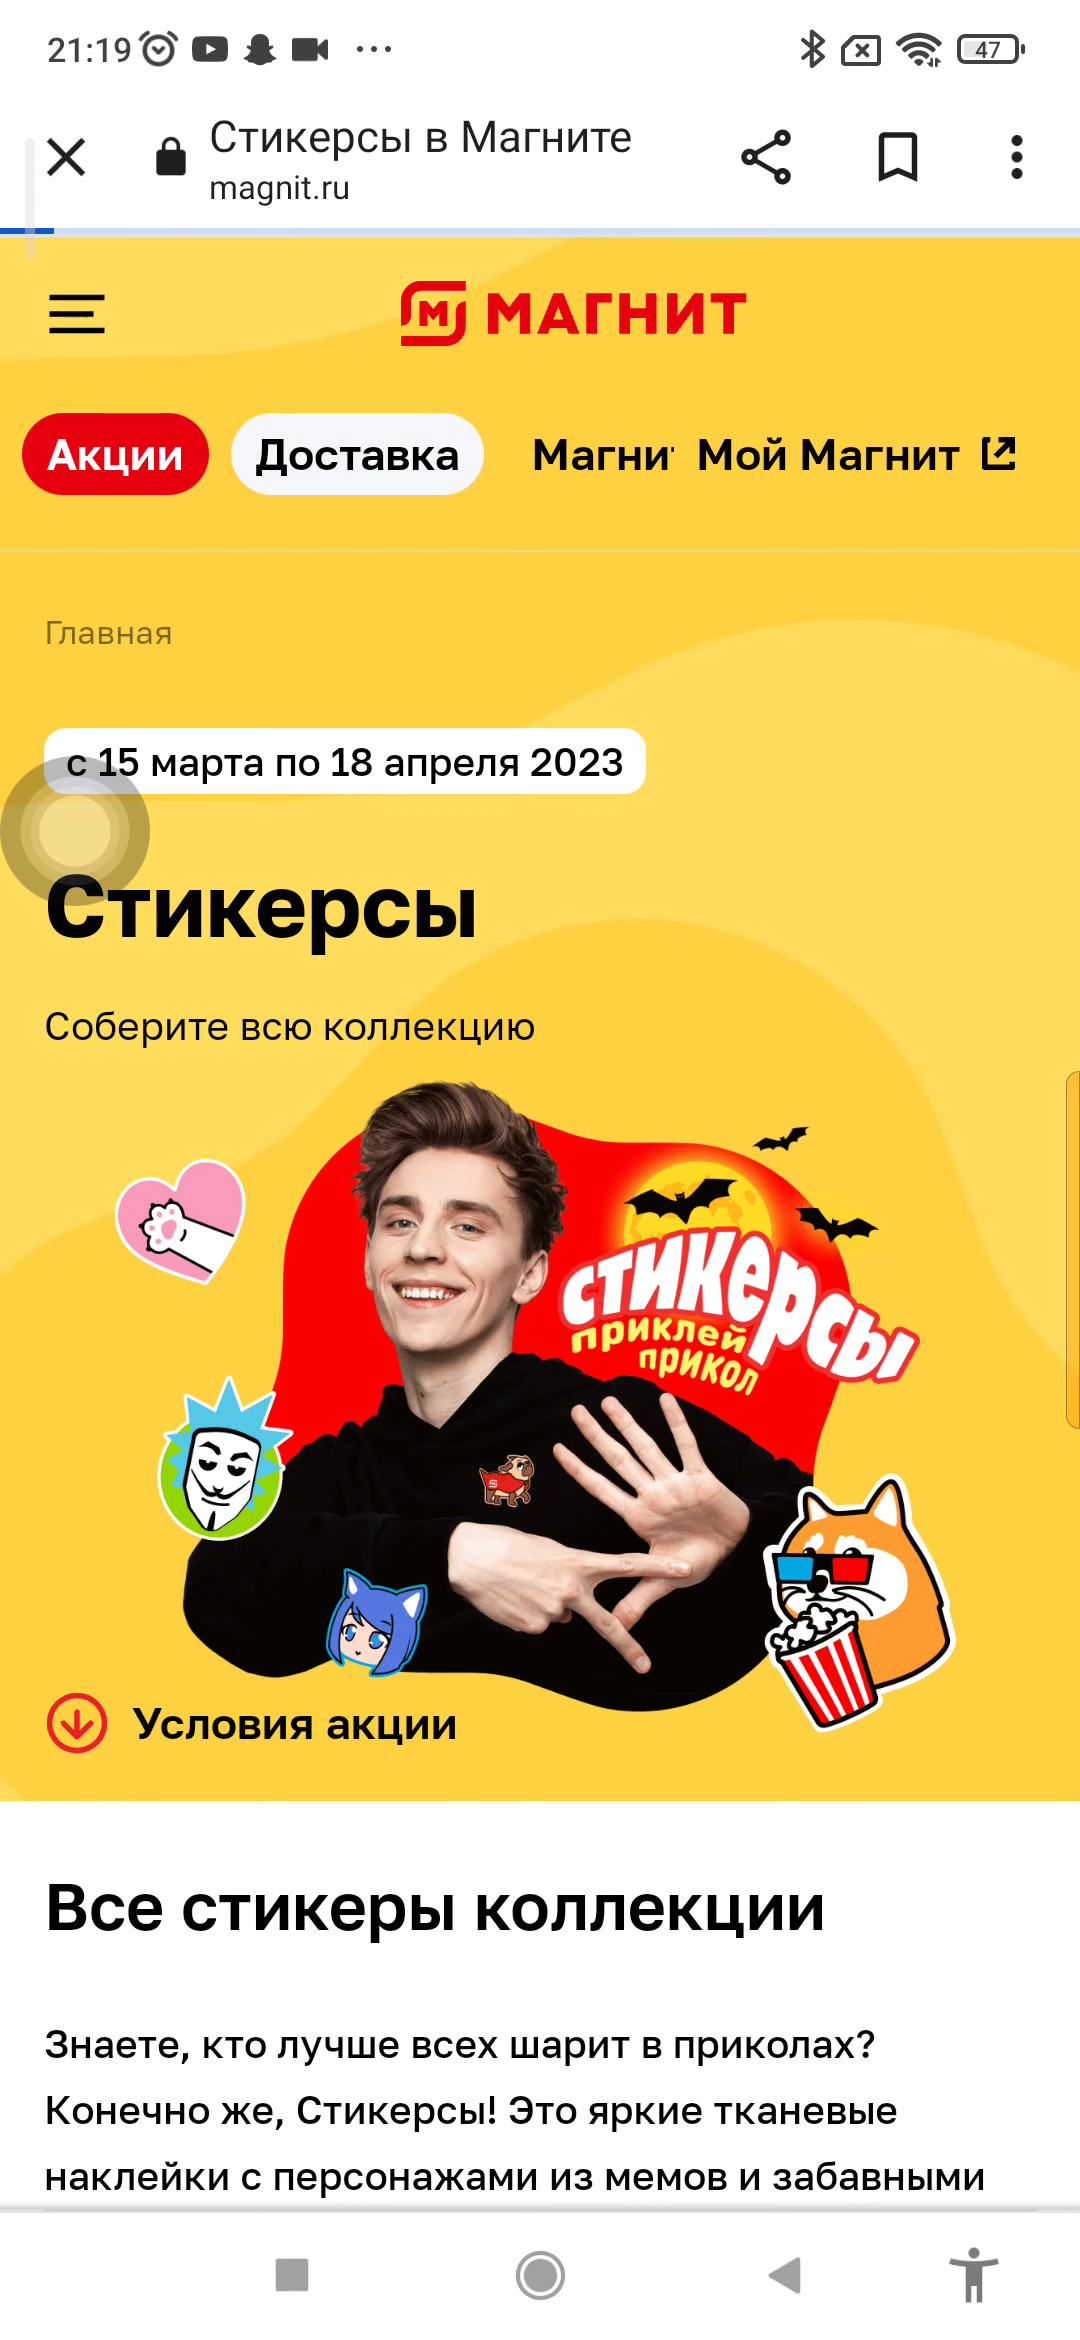 21:19
47
Стикерсы в Магните
magnit.ru
М МАГНИТ
Акции Доставка Магни Мой Магнит
Главная
с 15 марта по 18 апреля 2023
Стикерсы
Соберите всю коллекцию
стикерсы
приклей
прикол
Условия акции
Все стикеры коллекции
Знаете, кто лучше всех шарит в приколах?
Конечно же, Стикерсы! Это яркие тканевые
наклейки с персонажами из мемов и забавными